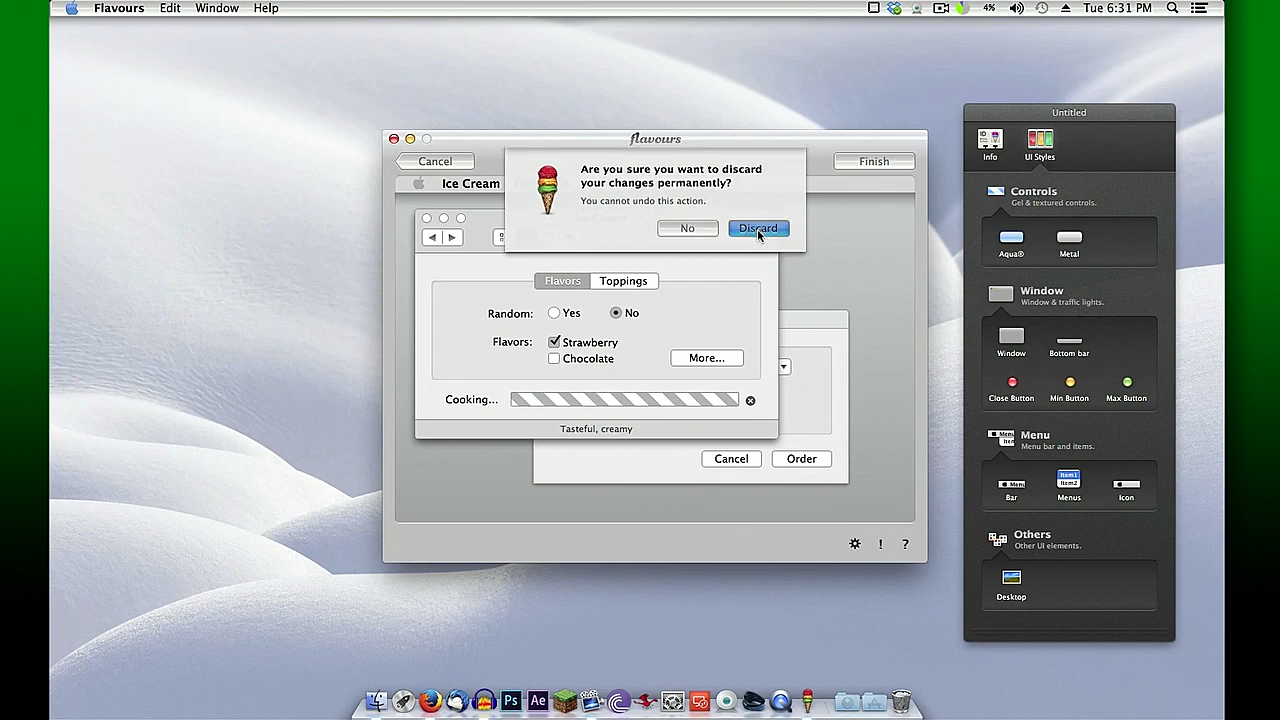 Flavours Edit Window Help 4% Tue 6:31 PM
flavours
Cancel
Finish
Ice Cream
Are you sure you want to discard
your changes permanently?
You cannot undo this action.
No Discard
Flavors Toppings
Random: Yes No
Flavors: Strawberry
Chocolate More...
Cooking...
Tasteful, creamy
Cancel Order
! ?
Untitled
Info UI Styles
Controls
Gel & textured controls.
Aqua® Metal
Window
Window & traffic lights.
Window Bottom bar
Close Button Min Button Max Button
Menu
Menu bar and items.
Item1
Item2
Bar Menus Icon
Others
Other UI elements.
Desktop
Ps Ae